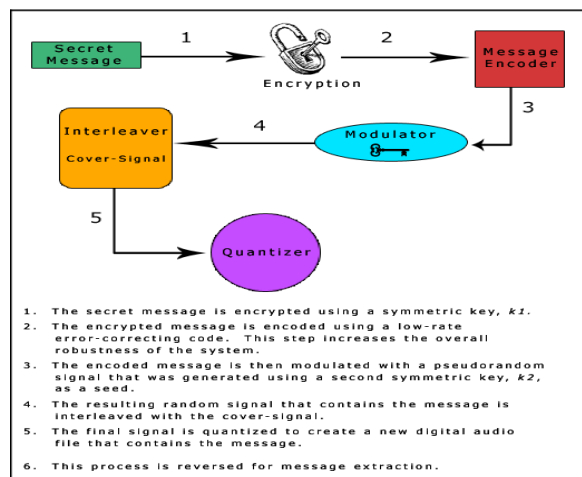 Secret
Message
1
Encryption
2
Message
Encoder
3
Modulator
4
Interleaver
Cover-Signal
5
Quantizer
1. The secret message is encrypted using a symmetric key, k1.
2. The encrypted message is encoded using a low-rate
error-correcting code. This step increases the overall
robustness of the system.
3. The encoded message is then modulated with a pseudorandom
signal that was generated using a second symmetric key, k2,
as a seed.
4. The resulting random signal that contains the message is
interleaved with the cover-signal.
5. The final signal is quantized to create a new digital audio
file that contains the message.
6. This process is reversed for message extraction.